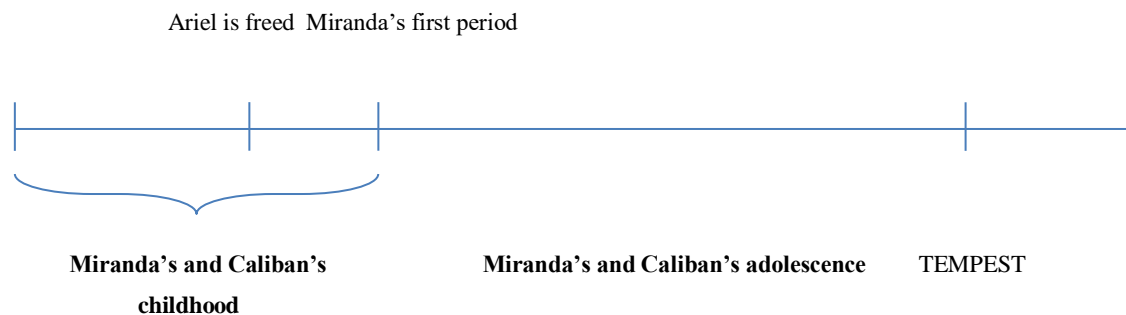 Ariel is freed Miranda’s first period
Miranda’s and Caliban’s
childhood
Miranda’s and Caliban’s adolescence
TEMPEST